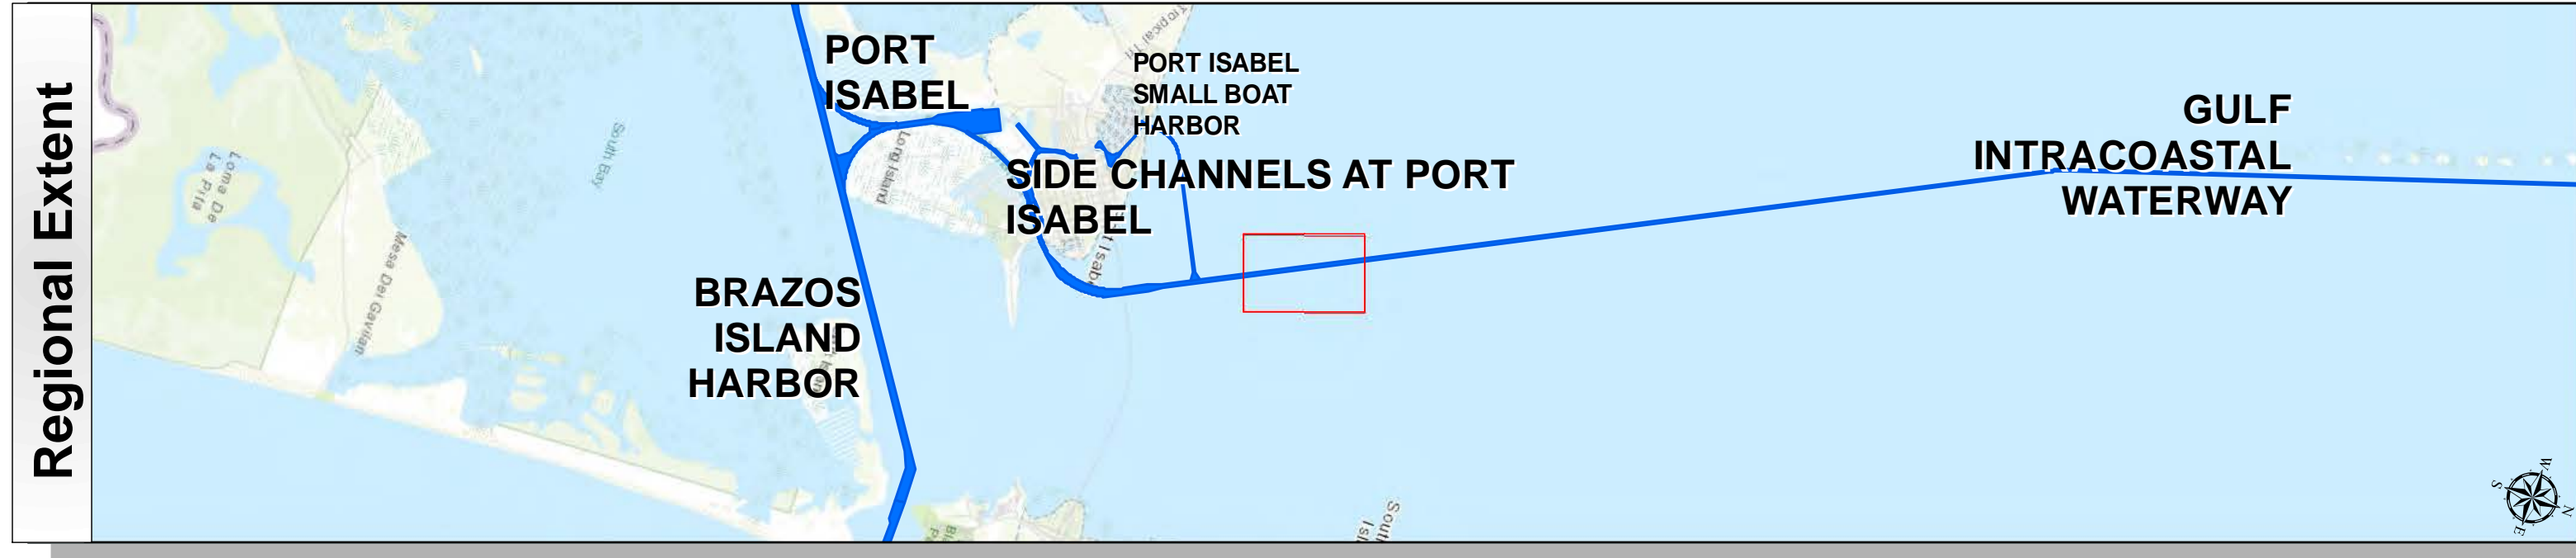 Regional Extent
PORT
ISABEL
PORT ISABEL
SMALL BOAT
HARBOR
SIDE CHANNELS AT PORT
ISABEL
GULF
INTRACOASTAL
WATERWAY
BRAZOS
ISLAND
HARBOR
South Bay
Long Island
Loma De
La Pita
Mesa Del Gavilan
Tropical
W
S
N
E